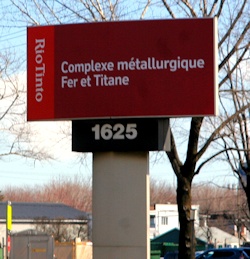 RioTinto
Complexe métallurgique
Fer et Titane
1625